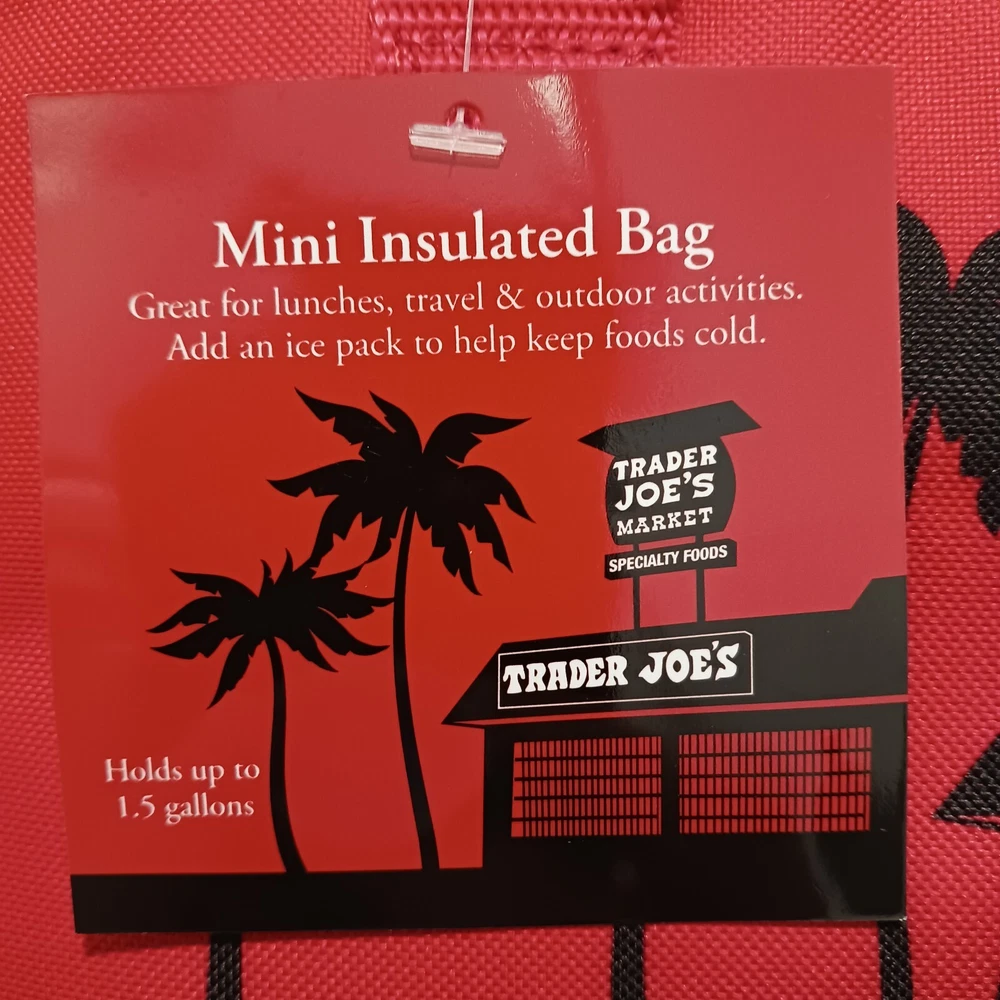 Mini Insulated Bag
Great for lunches, travel & outdoor activities.
Add an ice pack to help keep foods cold.
TRADER
JOE'S
MARKET
SPECIALTY FOODS
TRADER JOE'S
Holds up to
1.5 gallons